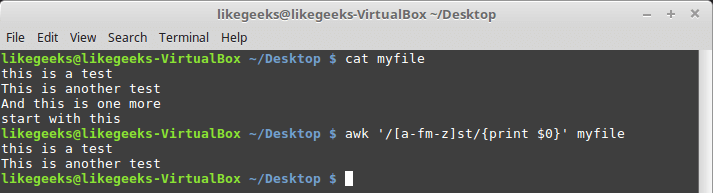 likegeeks@likegeeks-VirtualBox ~/Desktop
File Edit View Search Terminal Help
likegeeks@likegeeks-VirtualBox ~/Desktop $ cat myfile
this is a test
This is another test
And this is one more
start with this
likegeeks@likegeeks-VirtualBox ~/Desktop $ awk '/[a-fm-z]st/{print $0}' myfile
this is a test
This is another test
likegeeks@likegeeks-VirtualBox ~/Desktop $